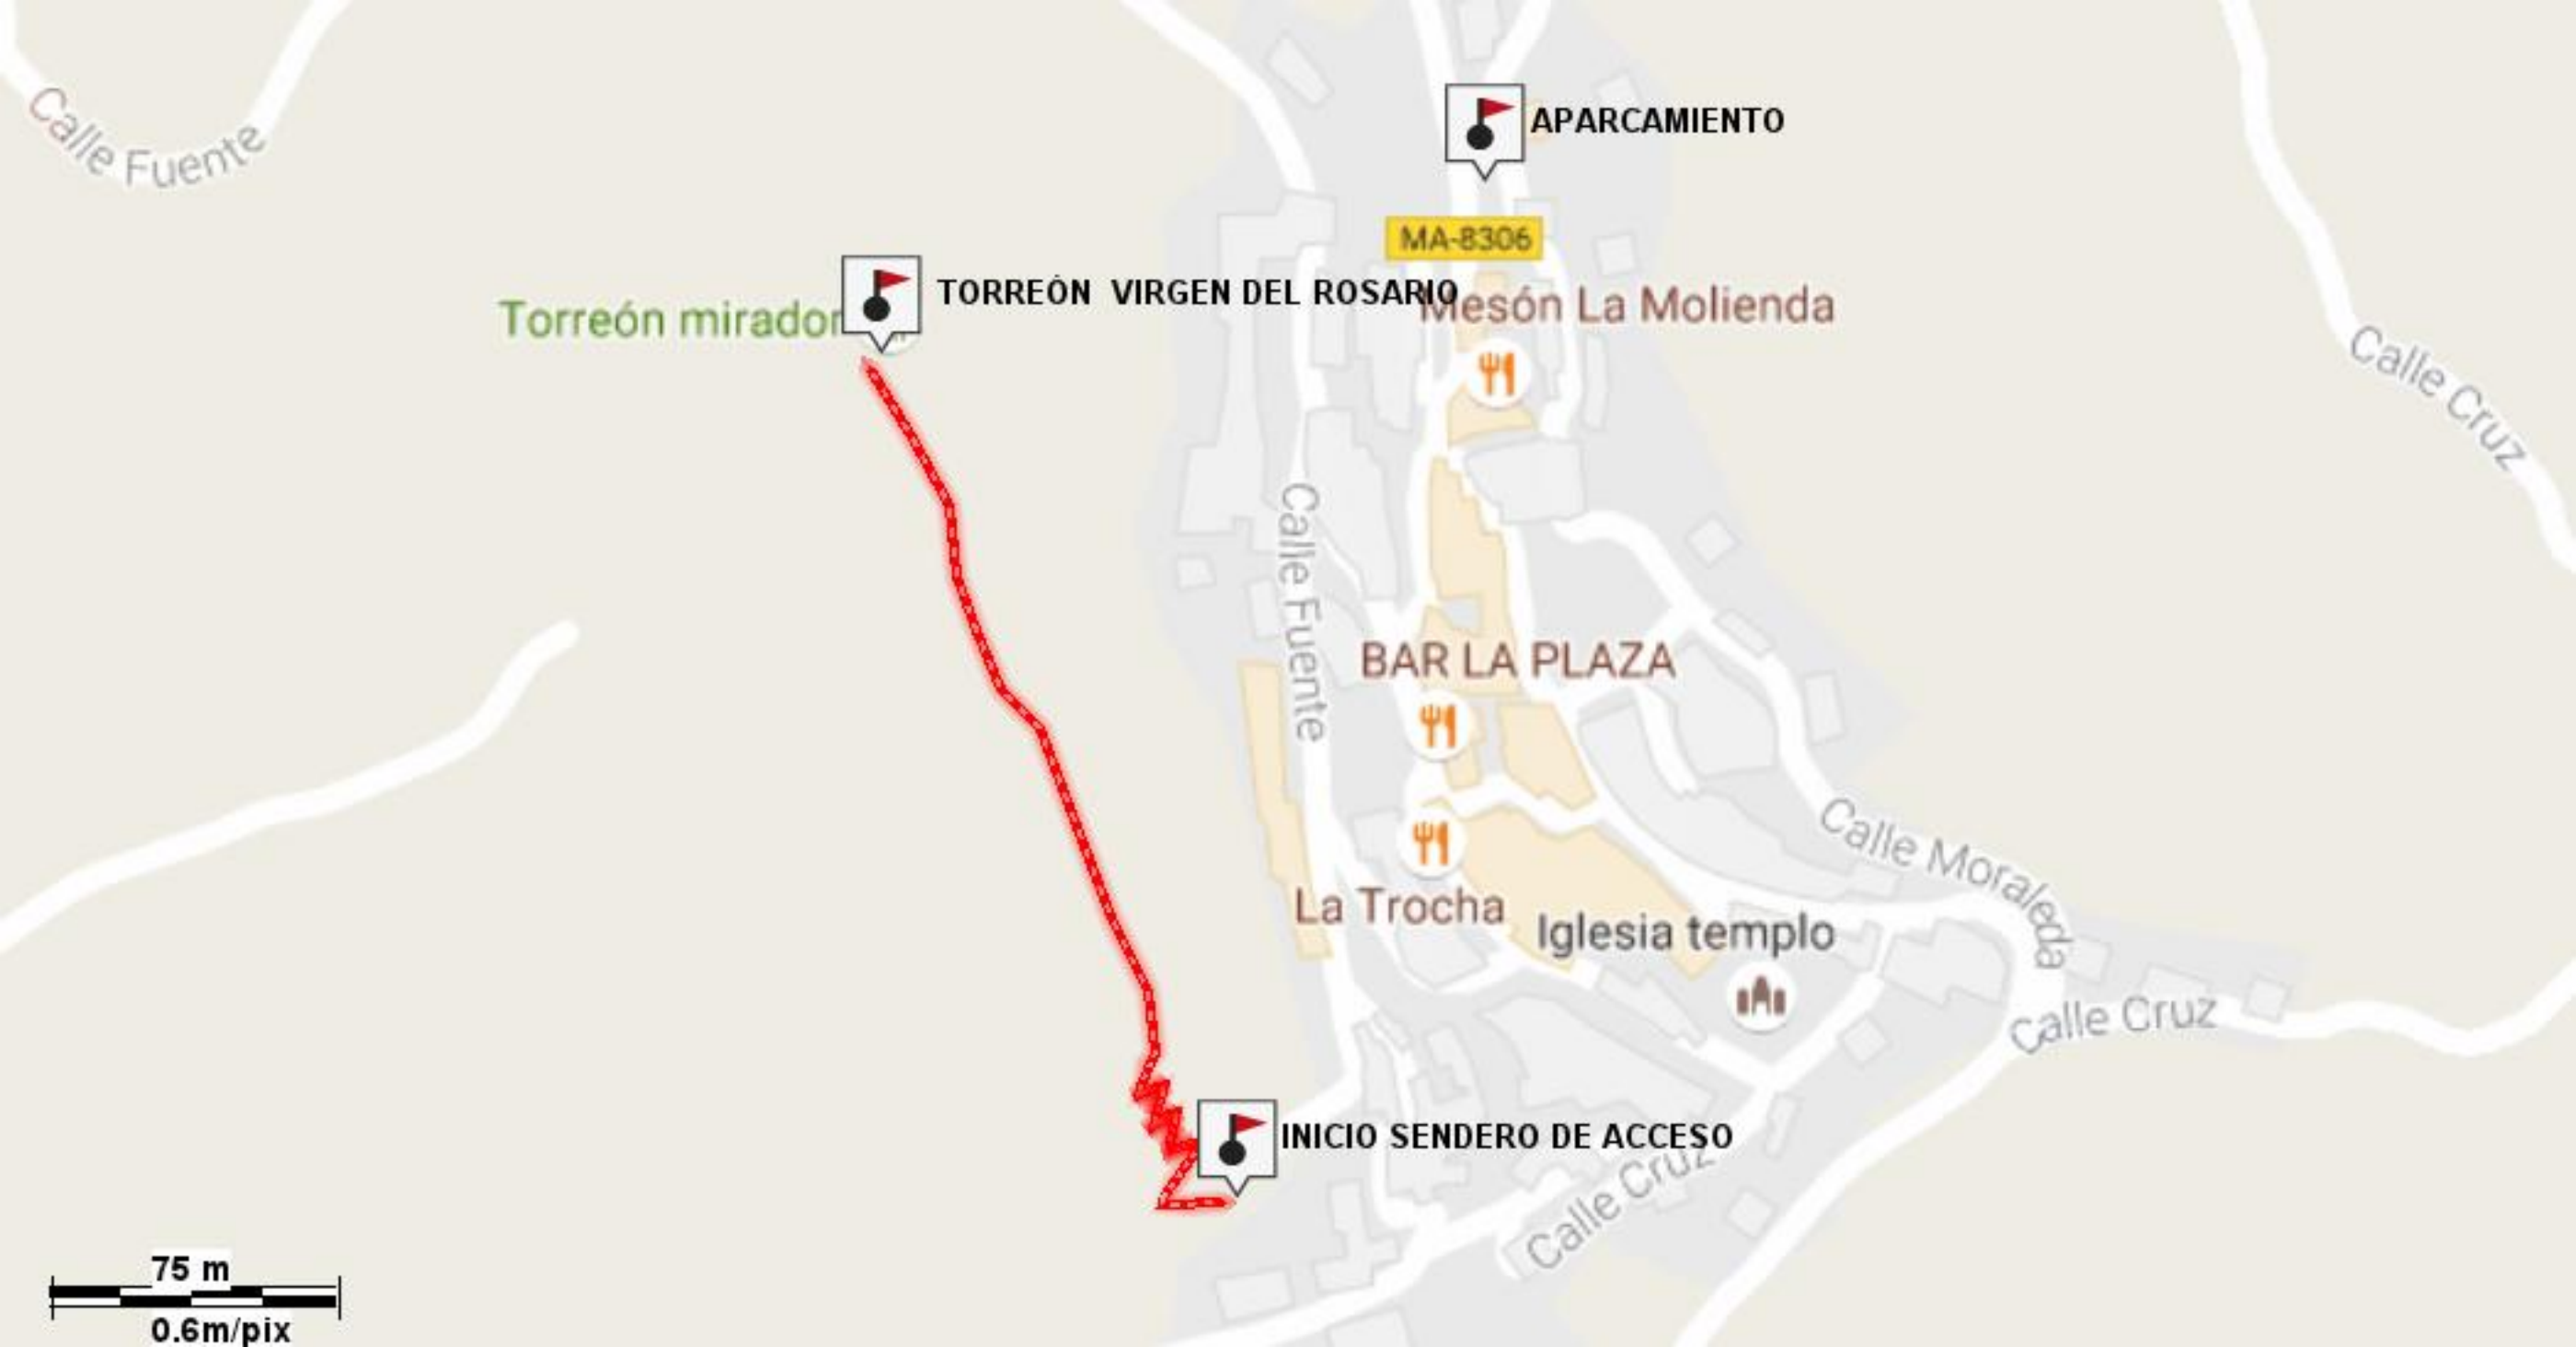 Calle Fuente
APARCAMIENTO
MA-8306
TORREÓN VIRGEN DEL ROSARIO
Torreón mirador
Mesón La Molienda
Calle Cruz
Calle Fuente
BAR LA PLAZA
Calle Moraleda
La Trocha
Iglesia templo
Calle Cruz
INICIO SENDERO DE ACCESO
Calle Cruz
75 m
0.6m/pix